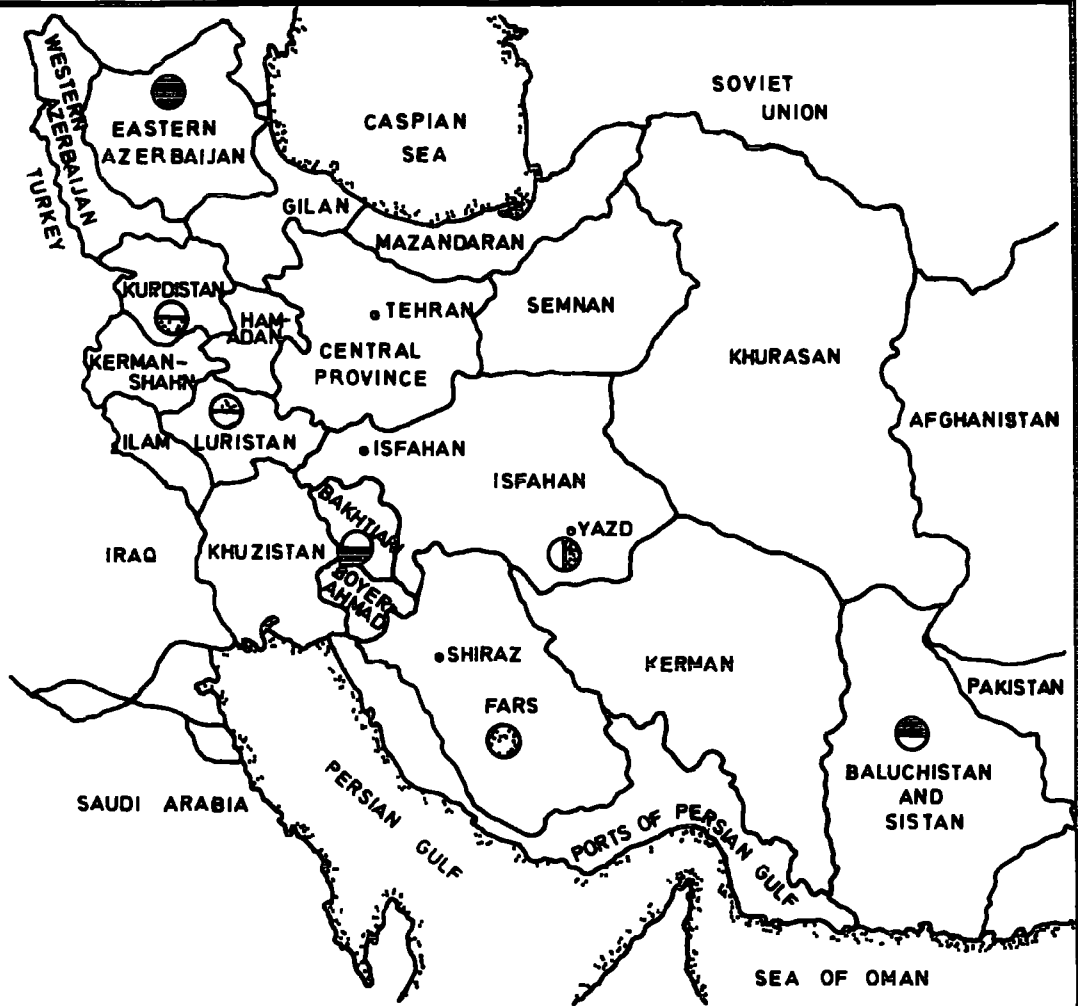 SOVIET
UNION
CASPIAN
SEA
WESTERN
AZERBAIJAN
EASTERN
AZERBAIJAN
TURKEY
GILAN
MAZANDARAN
KURDISTAN
HAM-
ADAN
TEHRAN
SEMNAN
CENTRAL
PROVINCE
KHURASAN
KERMAN-
SHAHN
ILAM
LURISTAN
ISFAHAN
ISFAHAN
AFGHANISTAN
BAKHTIARI
YAZD
IRAQ
KHUZISTAN
BOYER
AHMAD
SHIRAZ
KERMAN
PAKISTAN
FARS
BALUCHISTAN
AND
SISTAN
SAUDI ARABIA
PERSIAN
GULF
PORTS OF PERSIAN GULF
SEA OF OMAN